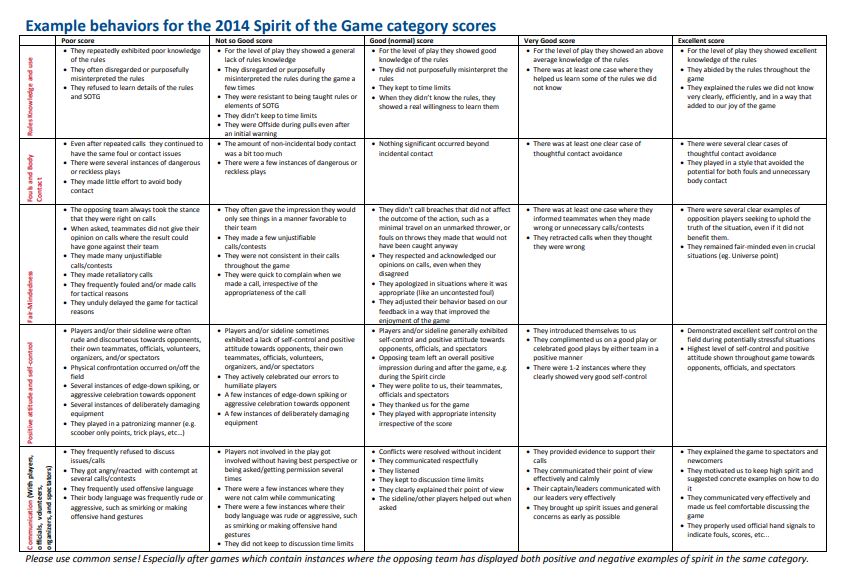 Example behaviors for the 2014 Spirit of the Game category scores
Poor score
Not so Good score
Good (normal) score
Very Good score
Excellent score
Rules Knowledge and use
• They repeatedly exhibited poor knowledge
of the rules
• They often disregarded or purposefully
misinterpreted the rules
• They refused to learn details of the rules
and SOTG
• For the level of play they showed a general
lack of rules knowledge
• They disregarded or purposefully
misinterpreted the rules during the game a
few times
• They were resistant to being taught rules or
elements of SOTG
• They didn't keep to time limits
• They were Offside during pulls even after
an initial warning
• For the level of play they showed good
knowledge of the rules
• They did not purposefully misinterpret the
rules
• They kept to time limits
• When they didn't know the rules, they
showed a real willingness to learn them
• For the level of play they showed an above
average knowledge of the rules
• There was at least one case where they
helped us learn some of the rules we did
not know
• For the level of play they showed excellent
knowledge of the rules
• They abided by the rules throughout the
game
• They explained the rules we did not know
very clearly, efficiently, and in a way that
added to our joy of the game
Fouls and Body
Contact
• Even after repeated calls they continued to
have the same foul or contact issues
• There were several instances of dangerous
or reckless plays
• They made little effort to avoid body
contact
• The amount of non-incidental body contact
was a bit too much
• There were a few instances of dangerous or
reckless plays
• Nothing significant occurred beyond
incidental contact
• There was at least one clear case of
thoughtful contact avoidance
• There were several clear cases of
thoughtful contact avoidance
• They played in a style that avoided the
potential for both fouls and unnecessary
body contact
Fair-Mindedness
• The opposing team always took the stance
that they were right on calls
• When asked, teammates did not give their
opinion on calls where the result could
have gone against their team
• They made many unjustifiable
calls/contests
• They made retaliatory calls
• They frequently fouled and/or made calls
for tactical reasons
• They unduly delayed the game for tactical
reasons
• They often gave the impression they would
only see things in a manner favorable to
their team
• They made a few unjustifiable
calls/contests
• They were not consistent in their calls
throughout the game
• They were quick to complain when we
made a call, irrespective of the
appropriateness of the call
• They didn't call breaches that did not affect
the outcome of the action, such as a
minimal travel on an unmarked thrower, or
fouls on throws they made that would not
have been caught anyway
• They respected and acknowledged our
opinions on calls, even when they
disagreed
• They apologized in situations where it was
appropriate (like an uncontested foul)
• They adjusted their behavior based on our
feedback in a way that improved the
enjoyment of the game
• There was at least one case where they
informed teammates when they made
wrong or unnecessary calls/contests
• They retracted calls when they thought
they were wrong
• There were several clear examples of
opposition players seeking to uphold the
truth of the situation, even if it did not
benefit them.
• They remained fair-minded even in crucial
situations (eg. Universe point)
Positive attitude and self-control
• Players and/or their sideline were often
rude and discourteous towards opponents,
their own teammates, officials, volunteers,
organizers, and/or spectators
• Physical confrontation occurred on/off the
field
• Several instances of edge-down spiking, or
aggressive celebration towards opponent
• Several instances of deliberately damaging
equipment
• They played in a patronizing manner (e.g.
scoober only points, trick plays, etc...)
• Players and/or sideline sometimes
exhibited a lack of self-control and positive
attitude towards opponents, their own
teammates, officials, volunteers,
organizers, and/or spectators
• They actively celebrated our errors to
humiliate players
• A few instances of edge-down spiking or
aggressive celebration towards opponent
• A few instances of deliberately damaging
equipment
• Players and/or sideline generally exhibited
self-control and positive attitude towards
opponents, officials, and spectators
• Opposing team left an overall positive
impression during and after the game, e.g.
during the Spirit circle
• They were polite to us, their teammates,
officials and spectators
• They thanked us for the game
• They played with appropriate intensity
irrespective of the score
• They introduced themselves to us
• They complimented us on a good play or
celebrated good plays by either team in a
positive manner
• There were 1-2 instances where they
clearly showed very good self-control
• Demonstrated excellent self control on the
field during potentially stressful situations
• Highest level of self-control and positive
attitude shown throughout game towards
opponents, officials, and spectators
Communication (With players,
officials, volunteers,
organizers, and spectators)
• They frequently refused to discuss
issues/calls
• They got angry/reacted with contempt at
several calls/contests
• They frequently used offensive language
• Their body language was frequently rude or
aggressive, such as smirking or making
offensive hand gestures
• Players not involved in the play got
involved without having best perspective or
being asked/getting permission several
times
• There were a few instances where they
were not calm while communicating
• There were a few instances where their
body language was rude or aggressive, such
as smirking or making offensive hand
gestures
• They did not keep to discussion time limits
• Conflicts were resolved without incident
• They communicated respectfully
• They listened
• They kept to discussion time limits
• They clearly explained their point of view
• The sideline/other players helped out when
asked
• They provided evidence to support their
calls
• They communicated their point of view
effectively and calmly
• Their captain/leaders communicated with
our leaders very effectively
• They brought up spirit issues and general
concerns as early as possible
• They explained the game to spectators and
newcomers
• They motivated us to keep high spirit and
suggested concrete examples on how to do
it
• They communicated very effectively and
made us feel comfortable discussing the
game
• They properly used official hand signals to
indicate fouls, scores, etc...
Please use common sense! Especially after games which contain instances where the opposing team has displayed both positive and negative examples of spirit in the same category.